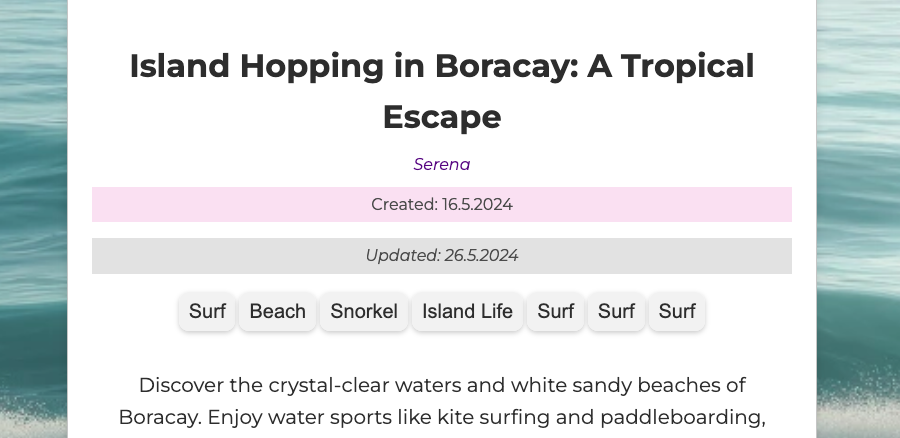 Island Hopping in Boracay: A Tropical
Escape
Serena
Created: 16.5.2024
Updated: 26.5.2024
Surf Beach Snorkel Island Life Surf Surf Surf
Discover the crystal-clear waters and white sandy beaches of
Boracay. Enjoy water sports like kite surfing and paddleboarding,